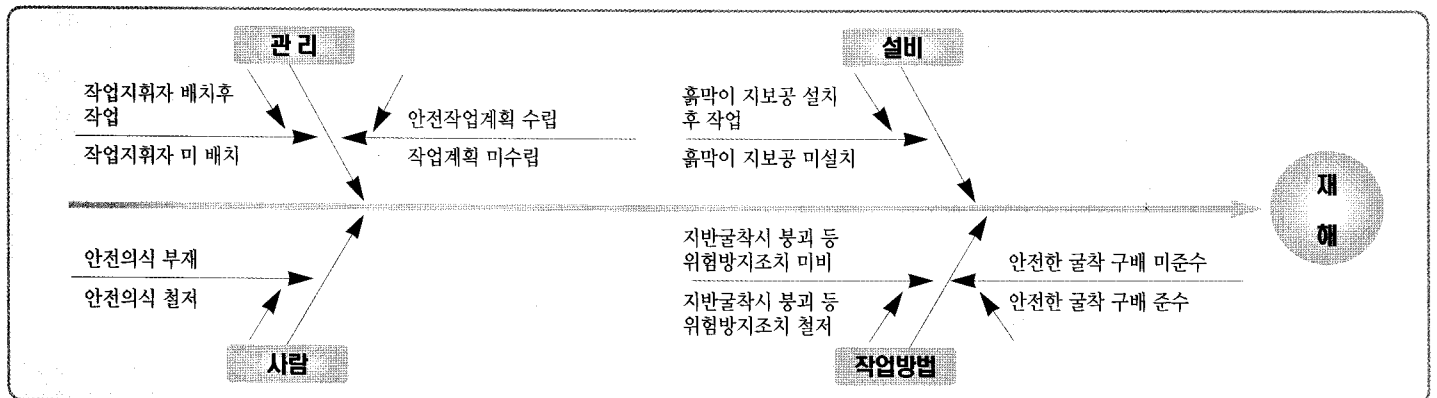 관 리
작업지휘자 배치후
작업
작업지휘자 미 배치
안전작업계획 수립
작업계획 미수립
설비
흙막이 지보공 설치
후 작업
흙막이 지보공 미설치
재
해
안전의식 부재
안전의식 철저
사람
지반굴착시 붕괴 등
위험방지조치 미비
지반굴착시 붕괴 등
위험방지조치 철저
안전한 굴착 구배 미준수
안전한 굴착 구배 준수
작업방법